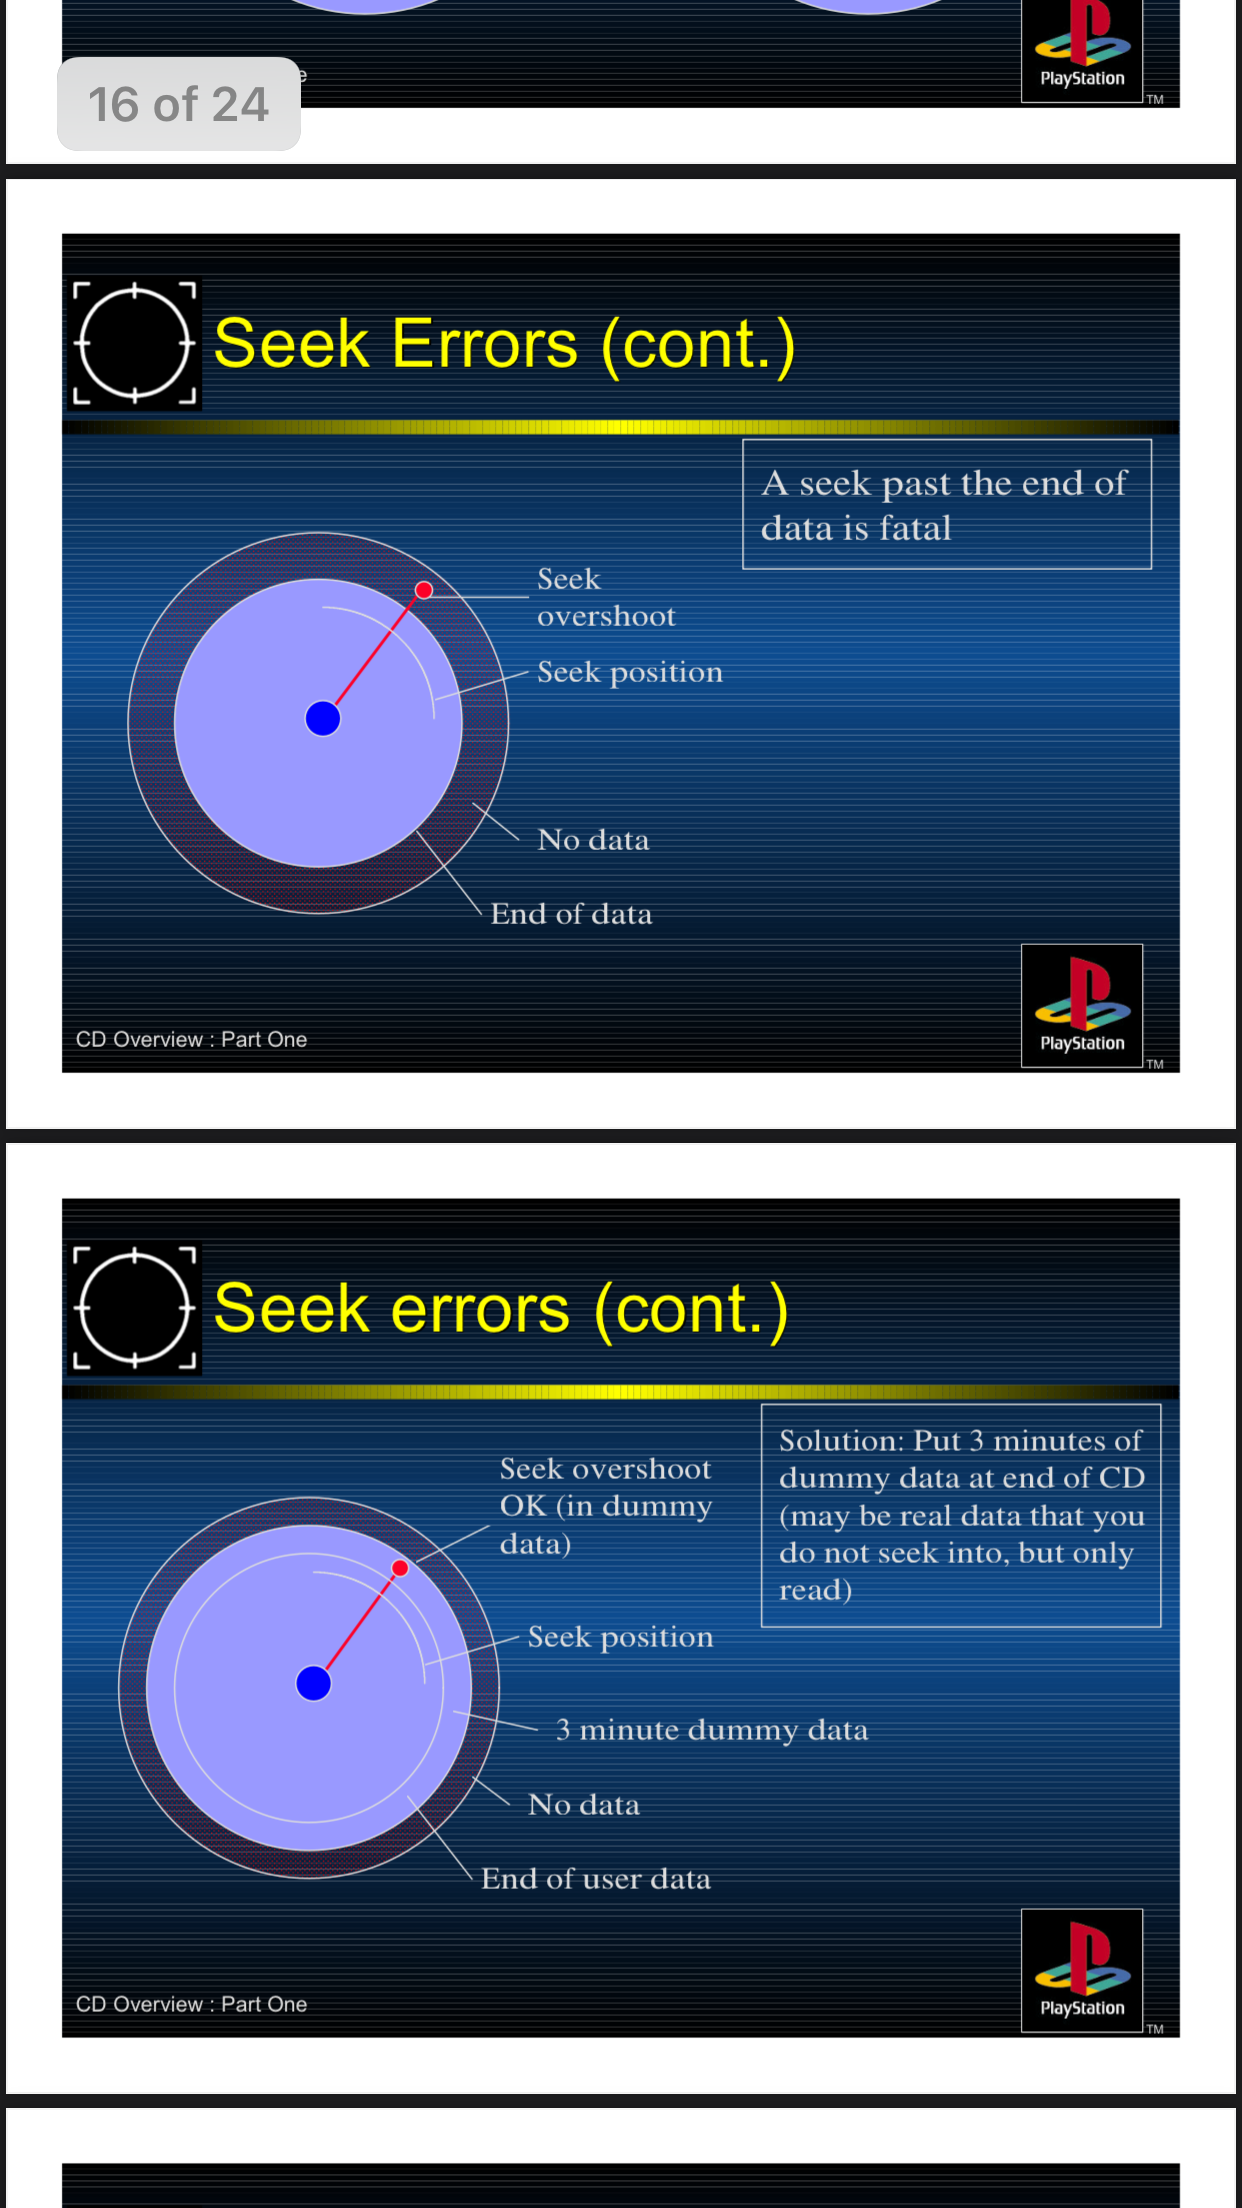 PlayStation
TM
e
16 of 24
Seek Errors (cont.)
A seek past the end of
data is fatal
Seek
overshoot
Seek position
No data
End of data
CD Overview : Part One
PlayStation
TM
Seek errors (cont.)
Solution: Put 3 minutes of
dummy data at end of CD
(may be real data that you
do not seek into, but only
read)
Seek overshoot
OK (in dummy
data)
Seek position
3 minute dummy data
No data
End of user data
CD Overview : Part One
PlayStation
TM